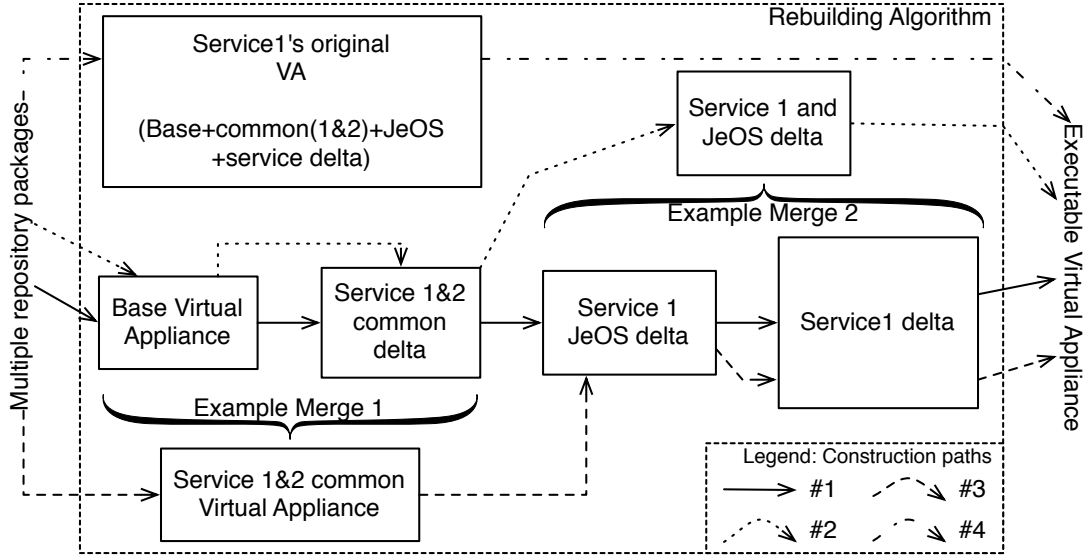 Rebuilding Algorithm
Service1's original
VA
(Base+common(1&2)+JeOS
+service delta)
Service 1 and
JeOS delta
Multiple repository packages
Executable Virtual Appliance
Example Merge 2
Base Virtual
Appliance
Service 1&2
common
delta
Service 1
JeOS delta
Service1 delta
Example Merge 1
Service 1&2 common
Virtual Appliance
Legend: Construction paths
#1
#3
#2
#4